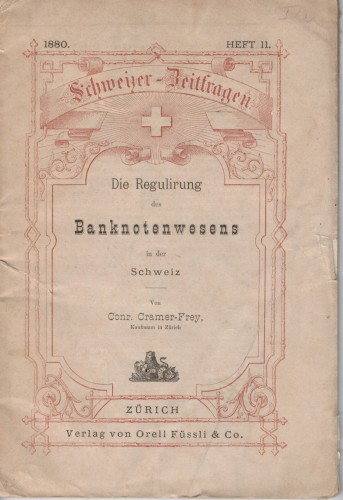 1880.
HEFT 11.
Schweizer-Zeitfragen
Die Regulirung
des
Banknotenwesens
in der
Schweiz
Von
Conr. Cramer-Frey,
Kaufmann in Zürich
ZÜRICH
Verlag von Orell Füssli & Co.